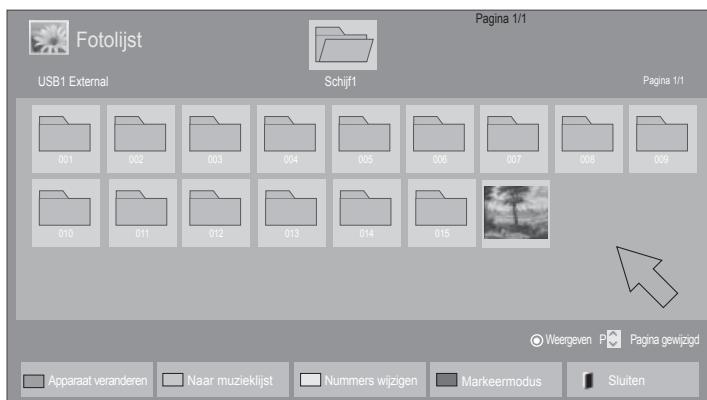 Pagina 1/1
Fotolijst
USB1 External
Schijf1
Pagina 1/1
001 002 003 004 005 006 007 008 009
010 011 012 013 014 015
Weergeven P Pagina gewijzigd
Apparaat veranderen Naar muzieklijst Nummers wijzigen Markeermodus Sluiten